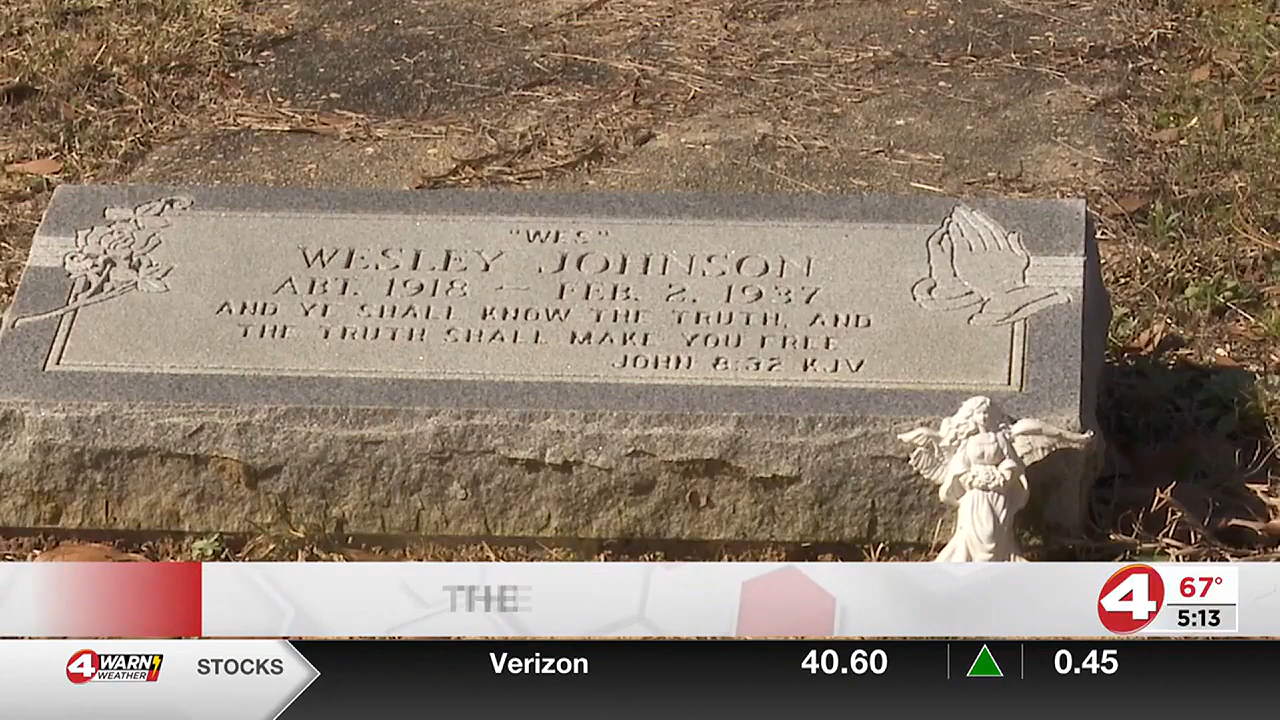 "WES"
WESLEY JOHNSON
ABT. 1918 — FEB. 2, 1937
AND YE SHALL KNOW THE TRUTH, AND
THE TRUTH SHALL MAKE YOU FREE
JOHN 8:32 KJV
THE
4 67°
5:13
4 WARN WEATHER STOCKS Verizon 40.60 ▲ 0.45